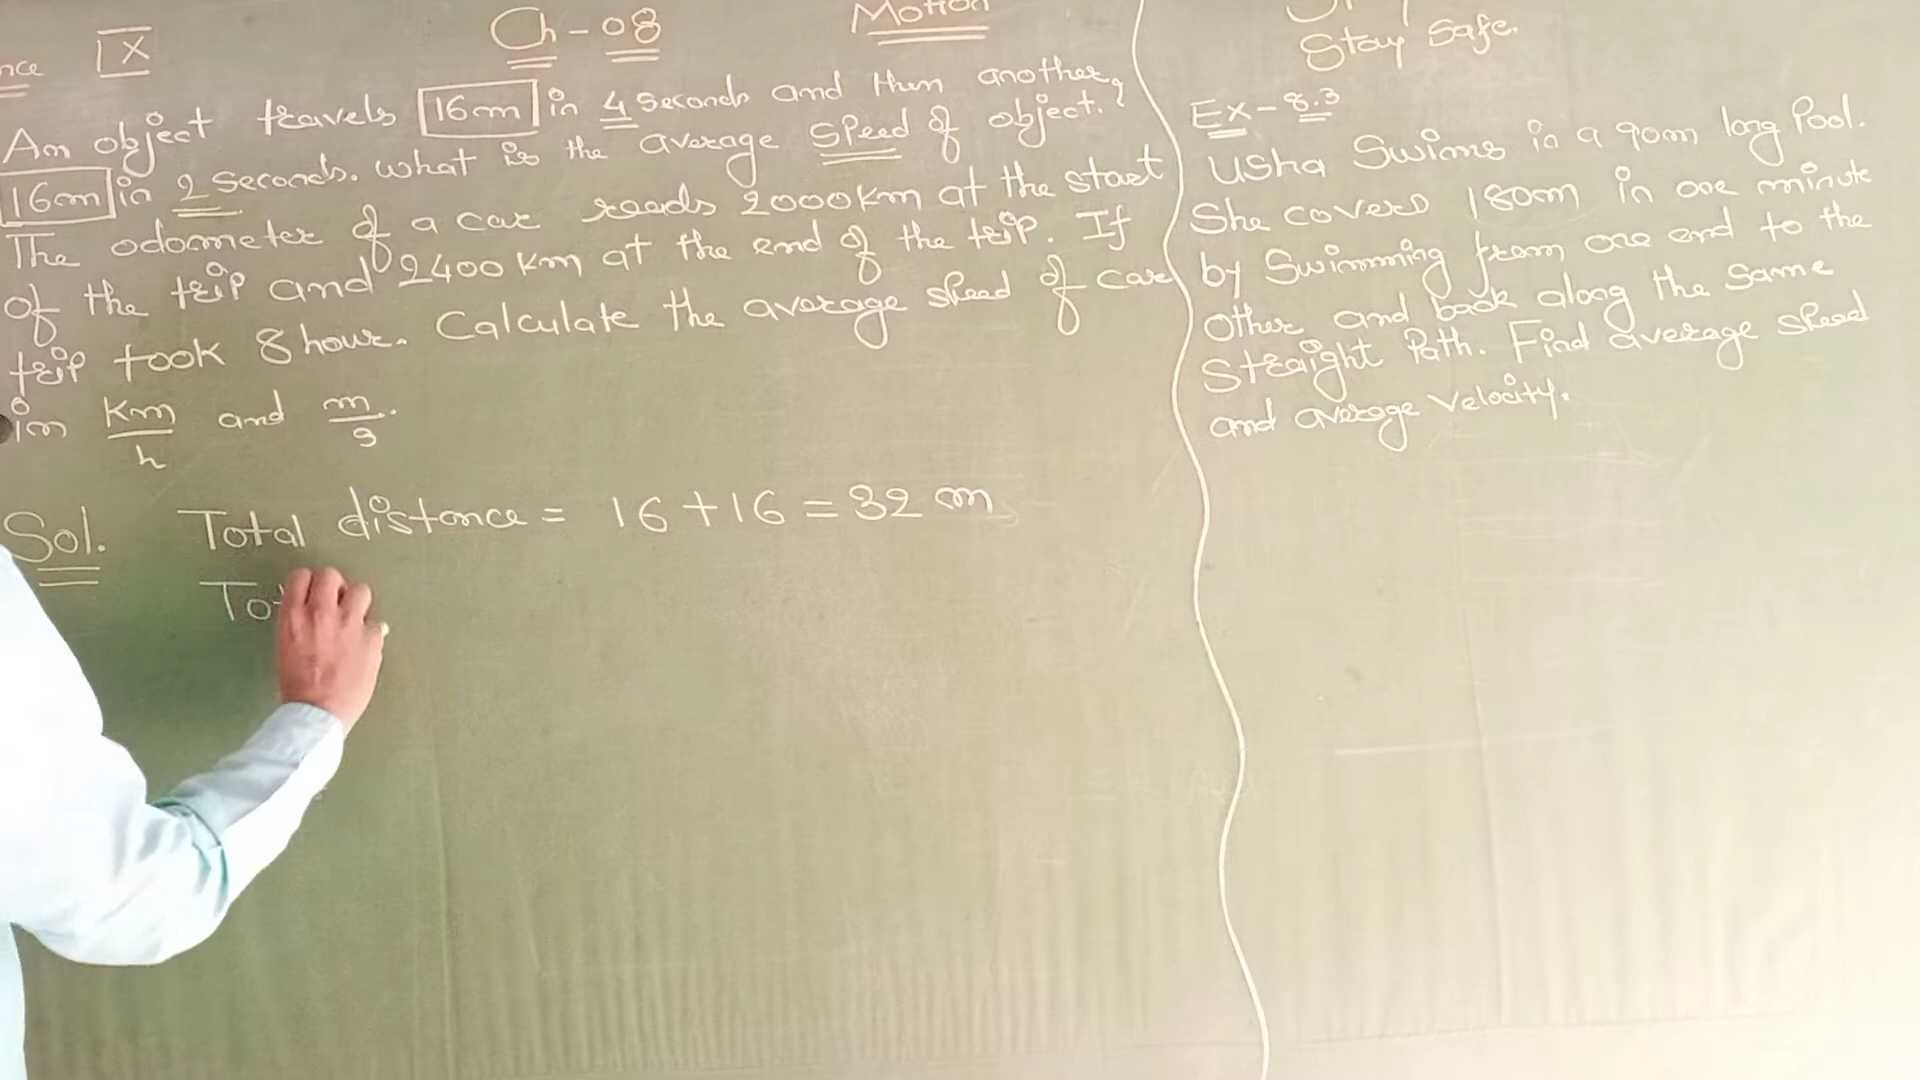 IX
Ch-08
Motion
An object travels 16m in 4 seconds and then another
16m in 2 seconds. what is the average speed of object.?
The odometer of a car reads 2000km at the start
of the trip and 2400km at the end of the trip. If
trip took 8 hour. Calculate the average speed of car
in km/h and m/s.
Sol. Total distance = 16+16=32 m
Stay safe.
Ex-8.3
Usha Swims in a 90m long Pool.
She covers 180m in one minute
by Swimming from one end to the
Other and back along the same
Straight Path. Find average speed
and average velocity.